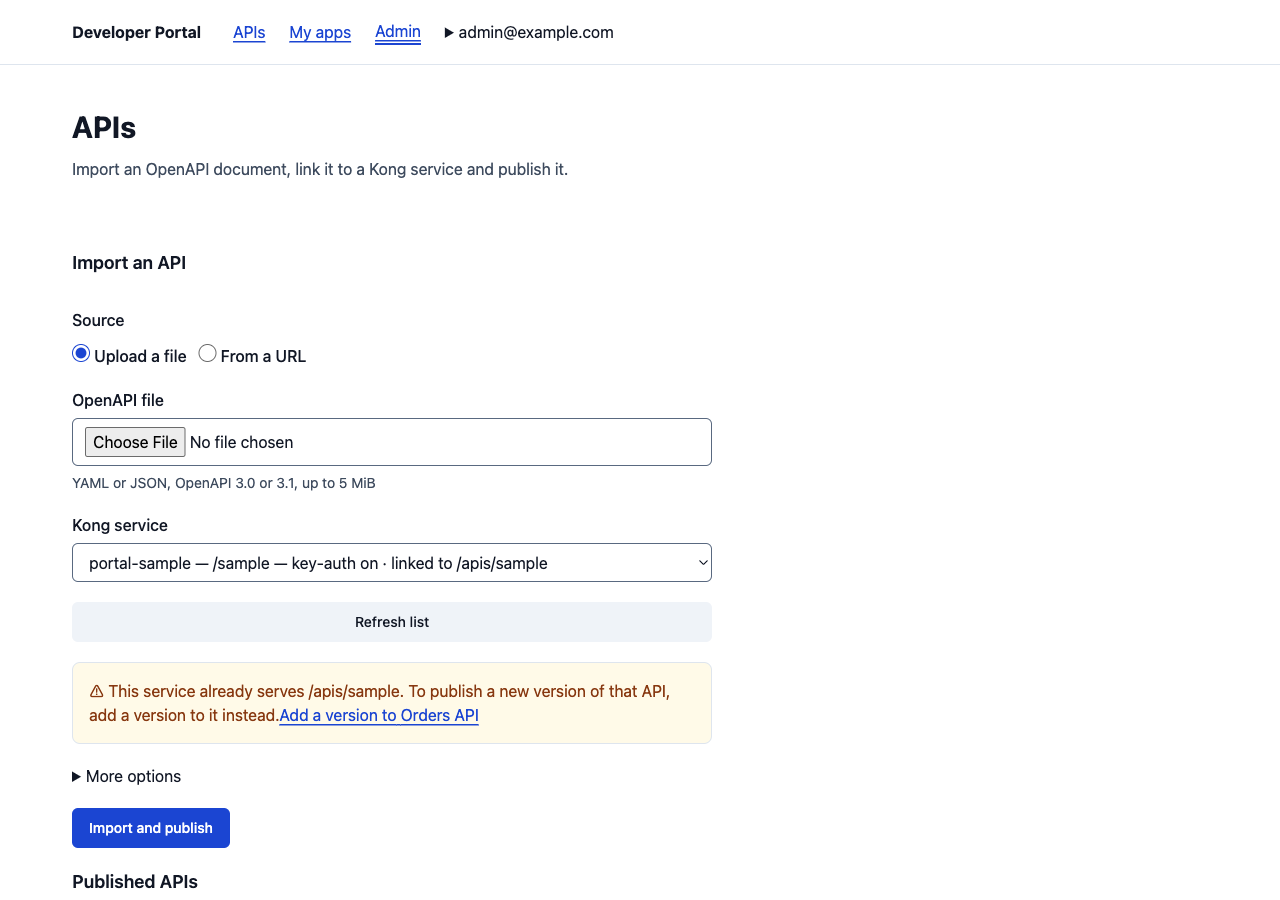 Developer Portal APIs My apps Admin ▶ admin@example.com
APIs
Import an OpenAPI document, link it to a Kong service and publish it.
Import an API
Source
Upload a file From a URL
OpenAPI file
Choose File No file chosen
YAML or JSON, OpenAPI 3.0 or 3.1, up to 5 MiB
Kong service
portal-sample — /sample — key-auth on · linked to /apis/sample
Refresh list
⚠ This service already serves /apis/sample. To publish a new version of that API,
add a version to it instead.Add a version to Orders API
▶ More options
Import and publish
Published APIs